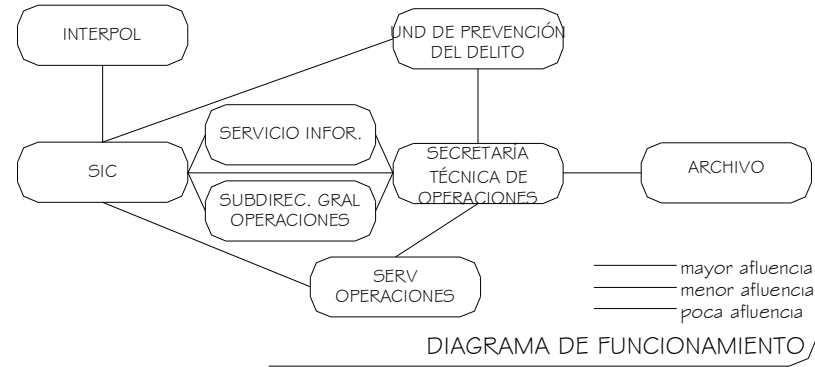 INTERPOL
UND DE PREVENCIÓN
DEL DELITO
SERVICIO INFOR.
SIC
SUBDIREC. GRAL
OPERACIONES
SECRETARÍA
TÉCNICA DE
OPERACIONES
ARCHIVO
SERV
OPERACIONES
mayor afluencia
menor afluencia
poca afluencia
DIAGRAMA DE FUNCIONAMIENTO